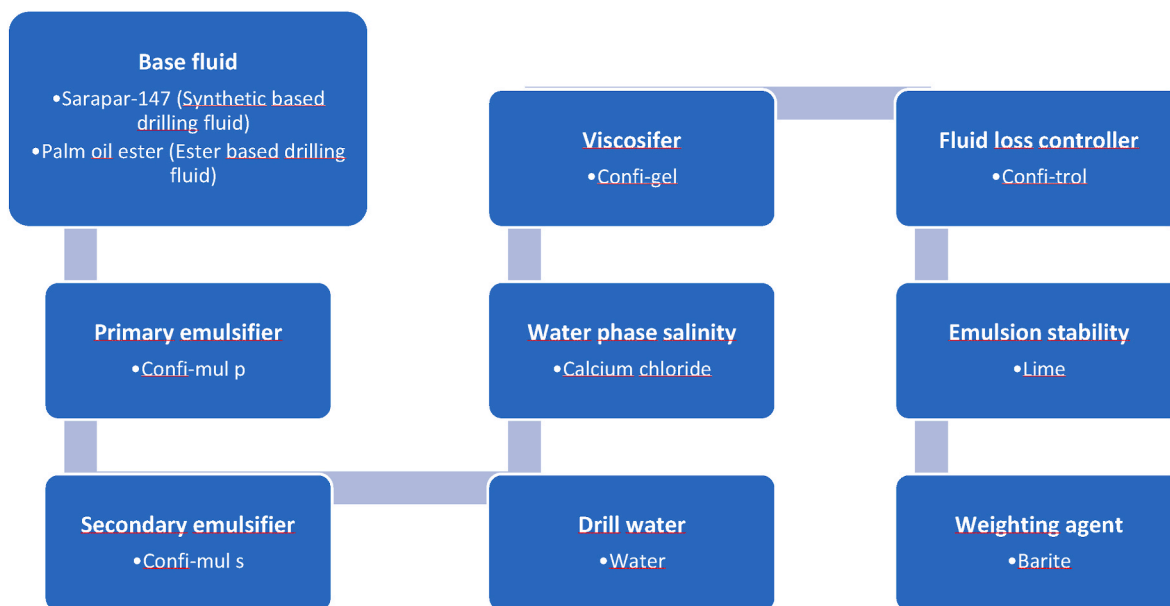 Base fluid
•Sarapar-147 (Synthetic based
drilling fluid)
•Palm oil ester (Ester based drilling
fluid)
Primary emulsifier
•Confi-mul p
Secondary emulsifier
•Confi-mul s
Drill water
•Water
Water phase salinity
•Calcium chloride
Viscosifer
•Confi-gel
Fluid loss controller
•Confi-trol
Emulsion stability
•Lime
Weighting agent
•Barite